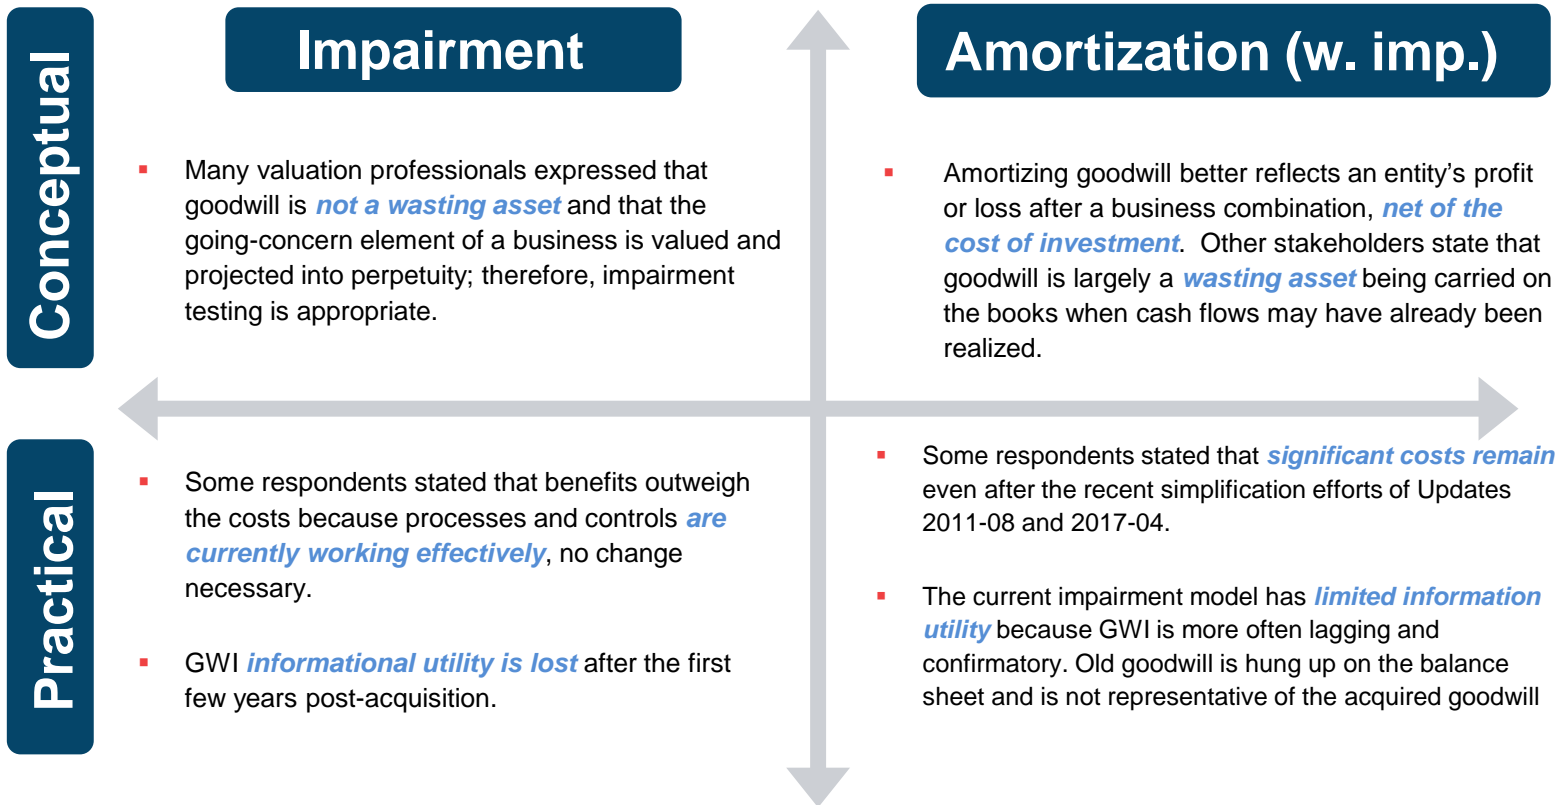 Conceptual
Impairment
Amortization (w. imp.)
▪ Many valuation professionals expressed that
goodwill is not a wasting asset and that the
going-concern element of a business is valued and
projected into perpetuity; therefore, impairment
testing is appropriate.
▪ Amortizing goodwill better reflects an entity’s profit
or loss after a business combination, net of the
cost of investment.  Other stakeholders state that
goodwill is largely a wasting asset being carried on
the books when cash flows may have already been
realized.
Practical
▪ Some respondents stated that benefits outweigh
the costs because processes and controls are
currently working effectively, no change
necessary.
▪ GWI informational utility is lost after the first
few years post-acquisition.
▪ Some respondents stated that significant costs remain
even after the recent simplification efforts of Updates
2011-08 and 2017-04.
▪ The current impairment model has limited information
utility because GWI is more often lagging and
confirmatory. Old goodwill is hung up on the balance
sheet and is not representative of the acquired goodwill